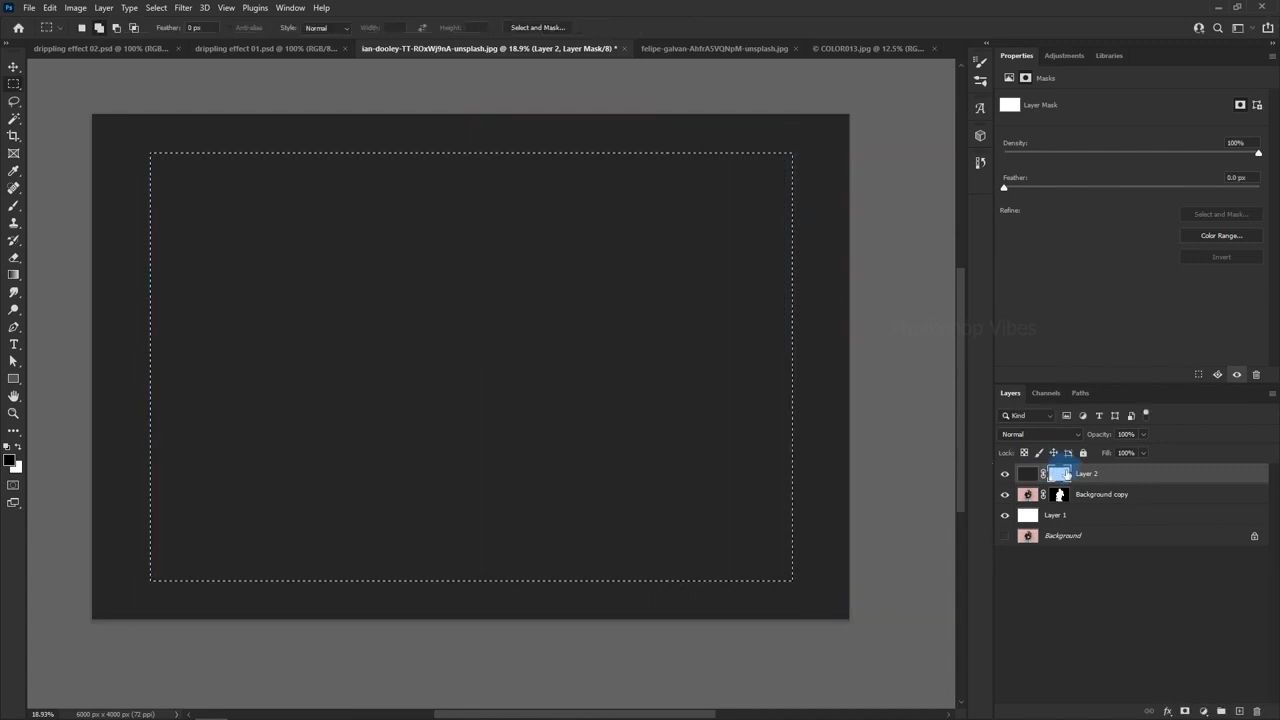 File Edit Image Layer Type Select Filter 3D View Plugins Window Help
Feather: 0 px Anti-alias Style: Normal Width: Height: Select and Mask...
drippling effect 02.psd @ 100% (RGB... × drippling effect 01.psd @ 100% (RGB/8... × ian-dooley-TT-ROxWj9nA-unsplash.jpg @ 18.9% (Layer 2, Layer Mask/8) * × felipe-galvan-AhfrA5VQNpM-unsplash.jpg × © COLOR013.jpg @ 12.5% (RG... ×
Properties Adjustments Libraries
Masks
Layer Mask
Density: 100%
Feather: 0.0 px
Refine: Select and Mask...
Color Range...
Invert
Vibes
Layers Channels Paths
Kind
Normal Opacity: 100%
Lock: Fill: 100%
Layer 2
Background copy
Layer 1
Background
18.93% 6000 px x 4000 px (72 ppi)